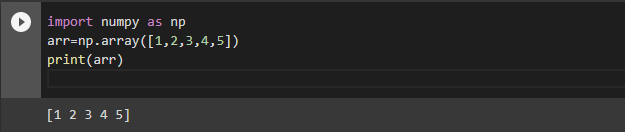 import numpy as np
arr=np.array([1,2,3,4,5])
print(arr)
[1 2 3 4 5]